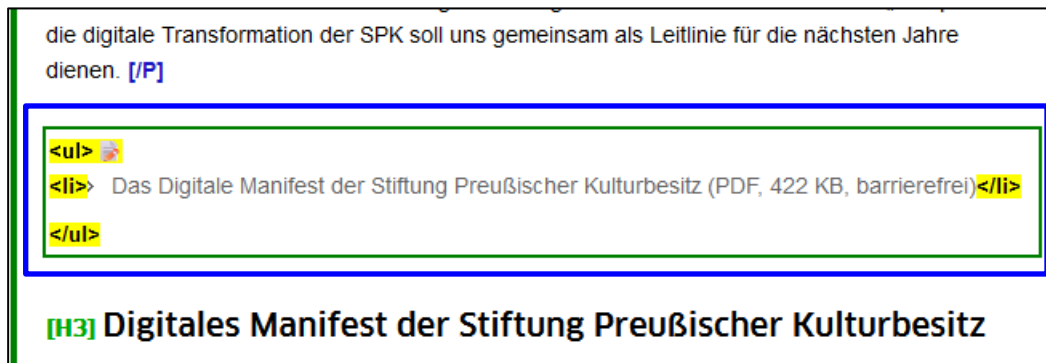 die digitale Transformation der SPK soll uns gemeinsam als Leitlinie für die nächsten Jahre
dienen. [/P]
<ul>
<li>> Das Digitale Manifest der Stiftung Preußischer Kulturbesitz (PDF, 422 KB, barrierefrei)</li>
</ul>
[H3] Digitales Manifest der Stiftung Preußischer Kulturbesitz